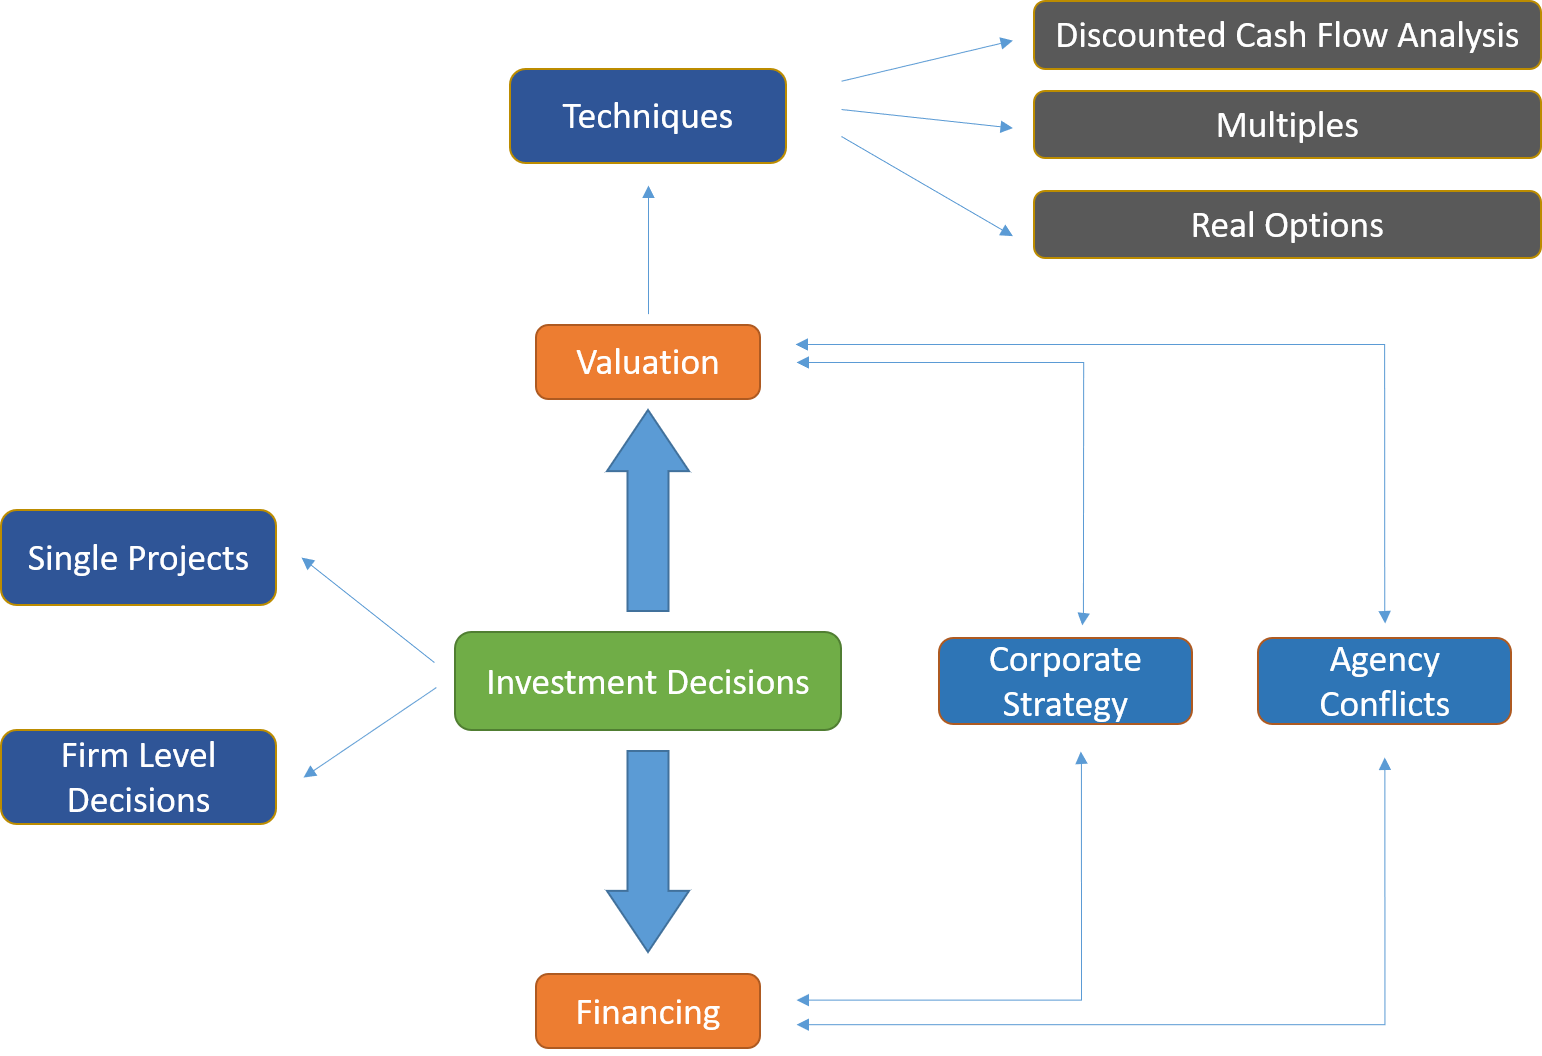 Discounted Cash Flow Analysis
Techniques
Multiples
Real Options
Valuation
Single Projects
Investment Decisions
Corporate
Strategy
Agency
Conflicts
Firm Level
Decisions
Financing